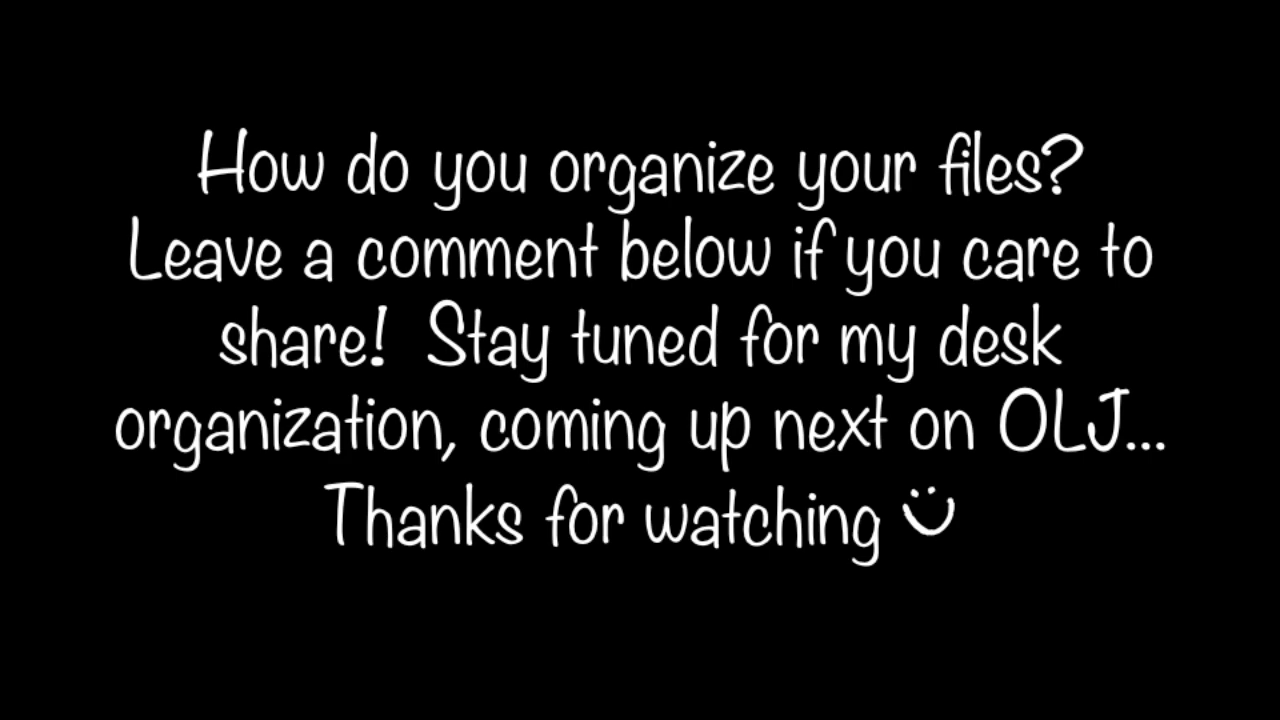 How do you organize your files?
Leave a comment below if you care to
share!  Stay tuned for my desk
organization, coming up next on OLJ...
Thanks for watching ü